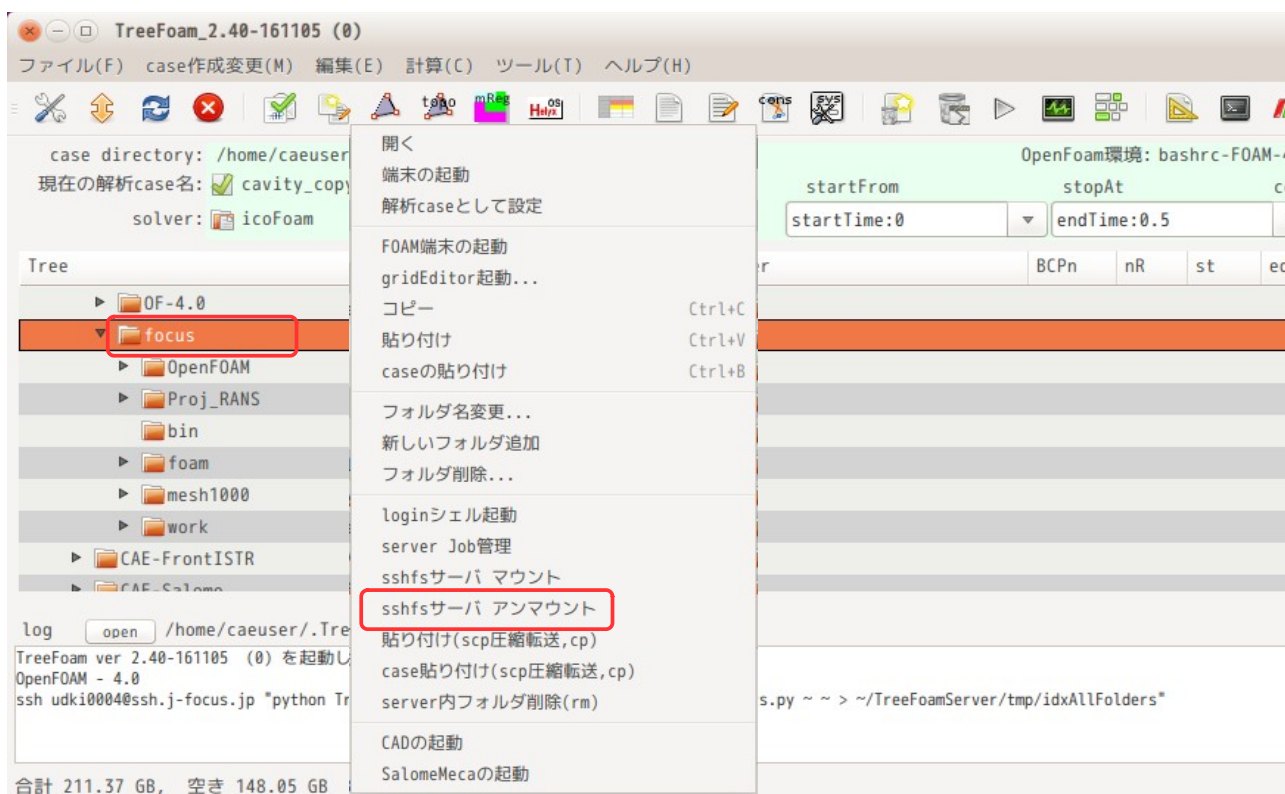 TreeFoam_2.40-161105 (0)
ファイル(F) case作成変更(M) 編集(E) 計算(C) ツール(T) ヘルプ(H)
topo mReg Helyx OS cons sys
case directory: /home/caeuser
OpenFoam環境: bashrc-FOAM-
現在の解析case名: cavity_copy
startFrom stopAt
solver: icoFoam
startTime:0 endTime:0.5
Tree
BCPn nR st
OF-4.0
focus
OpenFOAM
Proj_RANS
bin
foam
mesh1000
work
CAE-FrontISTR
CAE-Salome
開く
端末の起動
解析caseとして設定
FOAM端末の起動
gridEditor起動...
コピー Ctrl+C
貼り付け Ctrl+V
caseの貼り付け Ctrl+B
フォルダ名変更...
新しいフォルダ追加
フォルダ削除...
loginシェル起動
server Job管理
sshfsサーバ マウント
sshfsサーバ アンマウント
貼り付け(scp圧縮転送,cp)
case貼り付け(scp圧縮転送,cp)
server内フォルダ削除(rm)
CADの起動
SalomeMecaの起動
log open /home/caeuser/.Tre
TreeFoam ver 2.40-161105 (0) を起動し
OpenFOAM - 4.0
ssh udki0004@ssh.j-focus.jp "python Tr
s.py ~ ~ > ~/TreeFoamServer/tmp/idxAllFolders"
合計 211.37 GB, 空き 148.05 GB